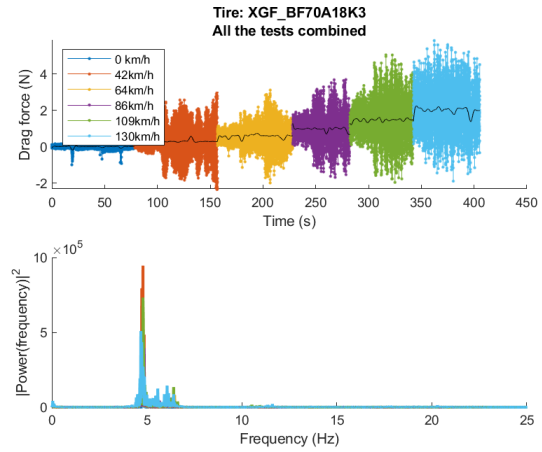 Tire: XGF_BF70A18K3
All the tests combined
0 km/h
42km/h
64km/h
86km/h
109km/h
130km/h
Drag force (N)
4
2
0
-2
0 50 100 150 200 250 300 350 400 450
Time (s)
×10^5
|Power(frequency)|^2
10
5
0
0 5 10 15 20 25
Frequency (Hz)